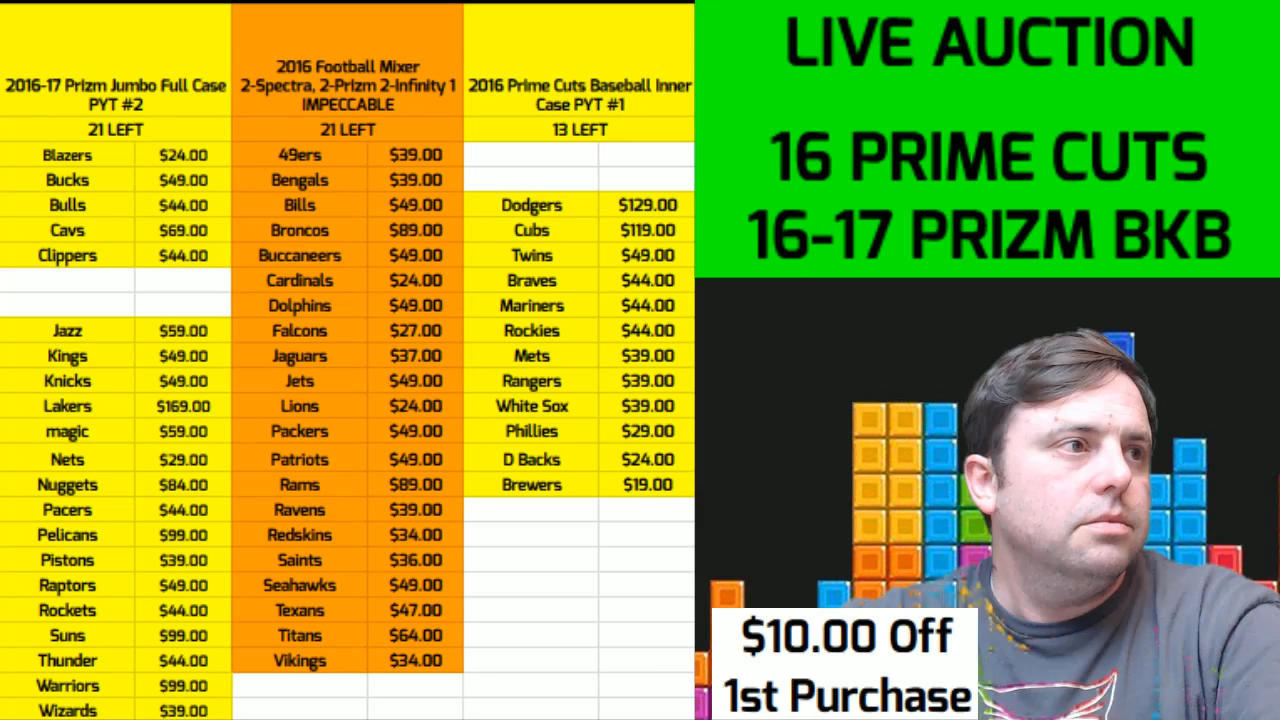 2016-17 Prizm Jumbo Full Case
PYT #2
21 LEFT
Blazers $24.00
Bucks $49.00
Bulls $44.00
Cavs $69.00
Clippers $44.00
Jazz $59.00
Kings $49.00
Knicks $49.00
Lakers $169.00
magic $59.00
Nets $29.00
Nuggets $84.00
Pacers $44.00
Pelicans $99.00
Pistons $39.00
Raptors $49.00
Rockets $44.00
Suns $99.00
Thunder $44.00
Warriors $99.00
Wizards $39.00
2016 Football Mixer
2-Spectra, 2-Prizm 2-Infinity 1
IMPECCABLE
21 LEFT
49ers $39.00
Bengals $39.00
Bills $49.00
Broncos $89.00
Buccaneers $49.00
Cardinals $24.00
Dolphins $49.00
Falcons $27.00
Jaguars $37.00
Jets $49.00
Lions $24.00
Packers $49.00
Patriots $49.00
Rams $89.00
Ravens $39.00
Redskins $34.00
Saints $36.00
Seahawks $49.00
Texans $47.00
Titans $64.00
Vikings $34.00
2016 Prime Cuts Baseball Inner
Case PYT #1
13 LEFT
Dodgers $129.00
Cubs $119.00
Twins $49.00
Braves $44.00
Mariners $44.00
Rockies $44.00
Mets $39.00
Rangers $39.00
White Sox $39.00
Phillies $29.00
D Backs $24.00
Brewers $19.00
LIVE AUCTION
16 PRIME CUTS
16-17 PRIZM BKB
$10.00 Off
1st Purchase